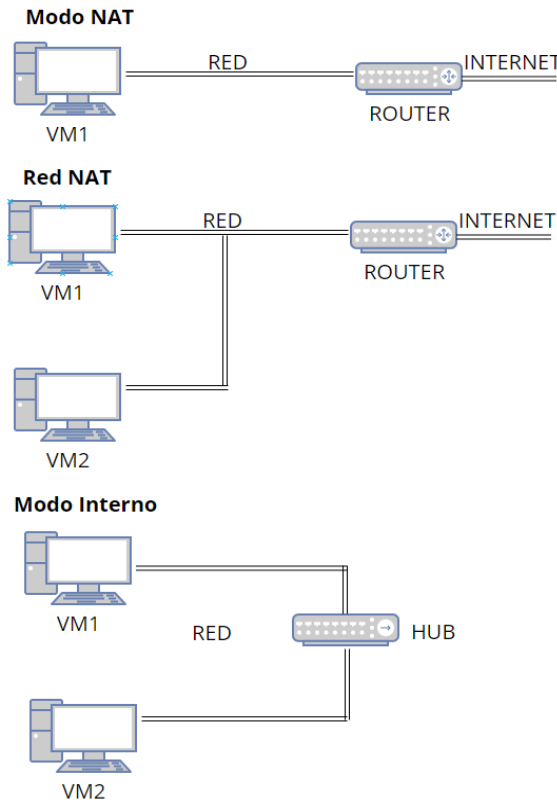 Modo NAT
RED
INTERNET
ROUTER
VM1
Red NAT
RED
INTERNET
ROUTER
VM1
VM2
Modo Interno
VM1
RED
HUB
VM2